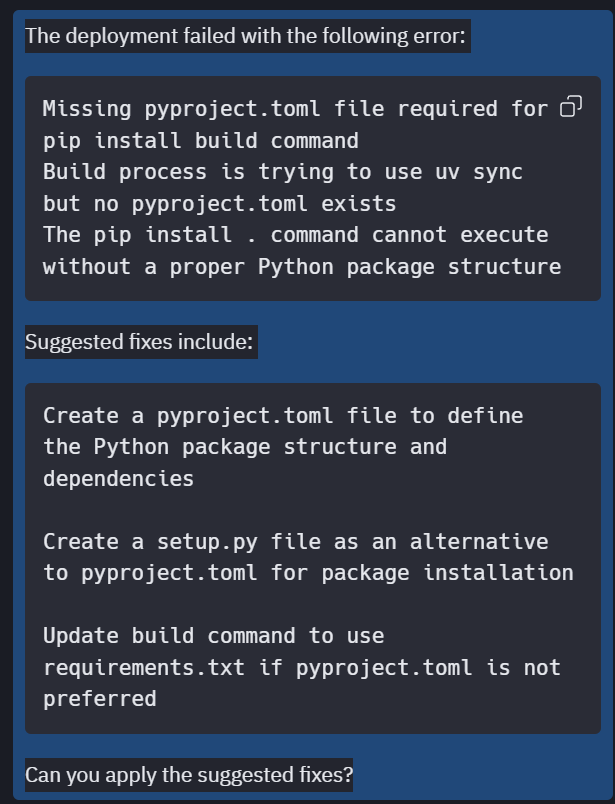 The deployment failed with the following error:
Missing pyproject.toml file required for
pip install build command
Build process is trying to use uv sync
but no pyproject.toml exists
The pip install . command cannot execute
without a proper Python package structure
Suggested fixes include:
Create a pyproject.toml file to define
the Python package structure and
dependencies
Create a setup.py file as an alternative
to pyproject.toml for package installation
Update build command to use
requirements.txt if pyproject.toml is not
preferred
Can you apply the suggested fixes?